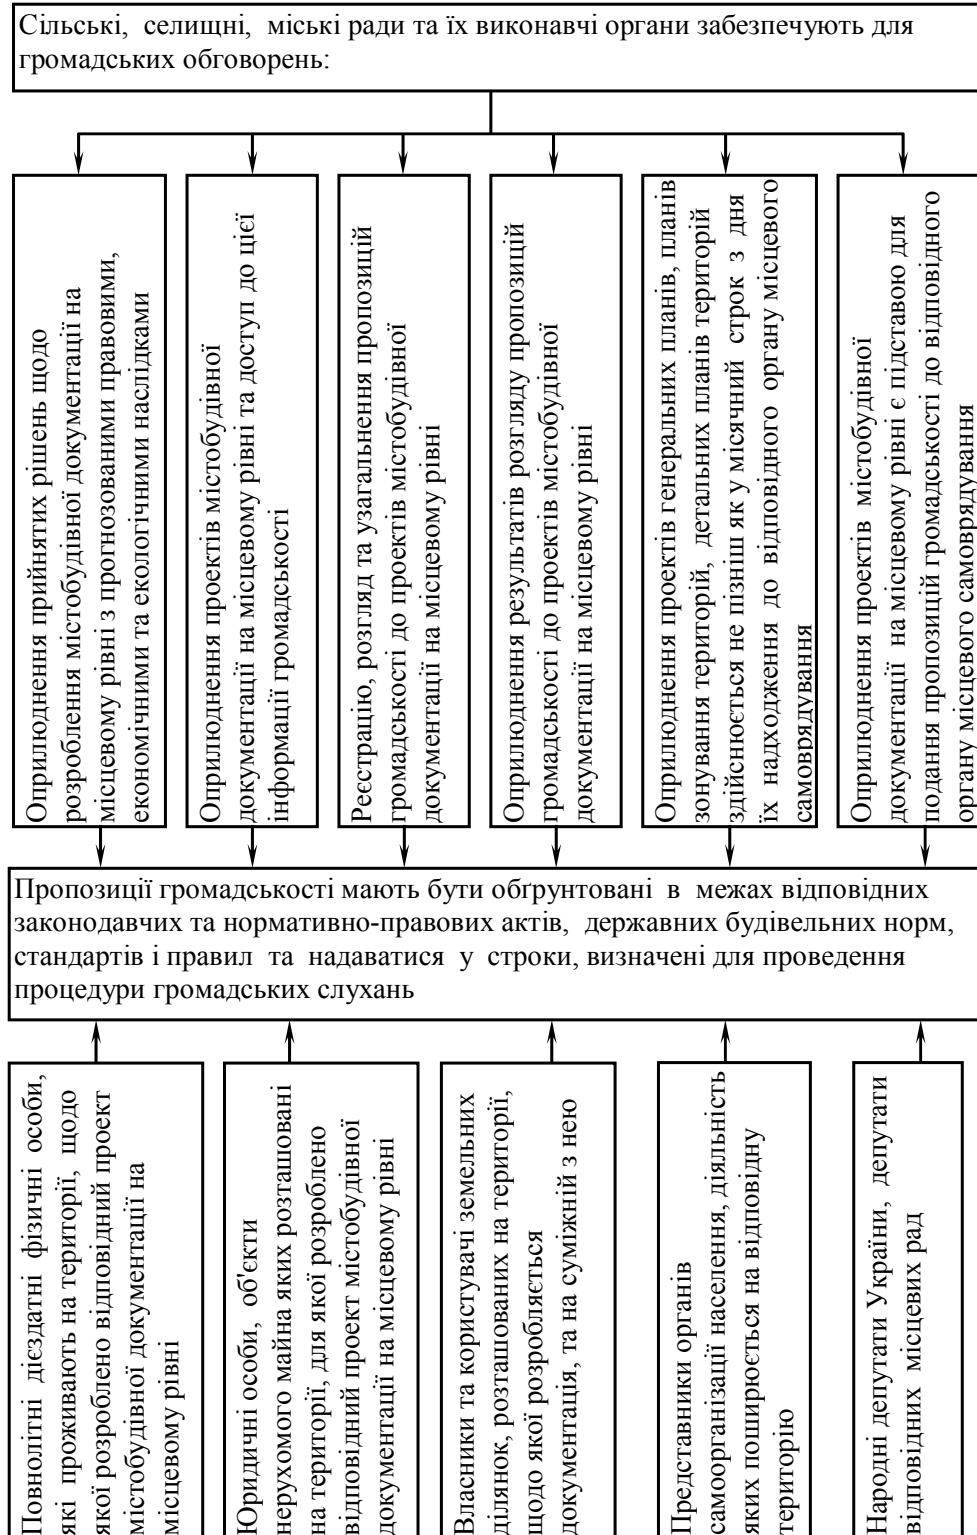 Сільські, селищні, міські ради та їх виконавчі органи забезпечують для
громадських обговорень:
Оприлюднення прийнятих рішень щодо
розроблення містобудівної документації на
місцевому рівні з прогнозованими правовими,
економічними та екологічними наслідками
Оприлюднення проектів містобудівної
документації на місцевому рівні та доступ до цієї
інформації громадськості
Реєстрацію, розгляд та узагальнення пропозицій
громадськості до проектів містобудівної
документації на місцевому рівні
Оприлюднення результатів розгляду пропозицій
громадськості до проектів містобудівної
документації на місцевому рівні
Оприлюднення проектів генеральних планів, планів
зонування територій, детальних планів територій
здійснюється не пізніш як у місячний строк з дня
їх надходження до відповідного органу місцевого
самоврядування
Оприлюднення проектів містобудівної
документації на місцевому рівні є підставою для
подання пропозицій громадськості до відповідного
органу місцевого самоврядування
Пропозиції громадськості мають бути обґрунтовані в межах відповідних
законодавчих та нормативно-правових актів, державних будівельних норм,
стандартів і правил та надаватися у строки, визначені для проведення
процедури громадських слухань
Повнолітні дієздатні фізичні особи,
які проживають на території, щодо
якої розроблено відповідний проект
містобудівної документації на
місцевому рівні
Юридичні особи, об'єкти
нерухомого майна яких розташовані
на території, для якої розроблено
відповідний проект містобудівної
документації на місцевому рівні
Власники та користувачі земельних
ділянок, розташованих на території,
щодо якої розробляється
документація, та на суміжній з нею
Представники органів
самоорганізації населення, діяльність
яких поширюється на відповідну
територію
Народні депутати України, депутати
відповідних місцевих рад